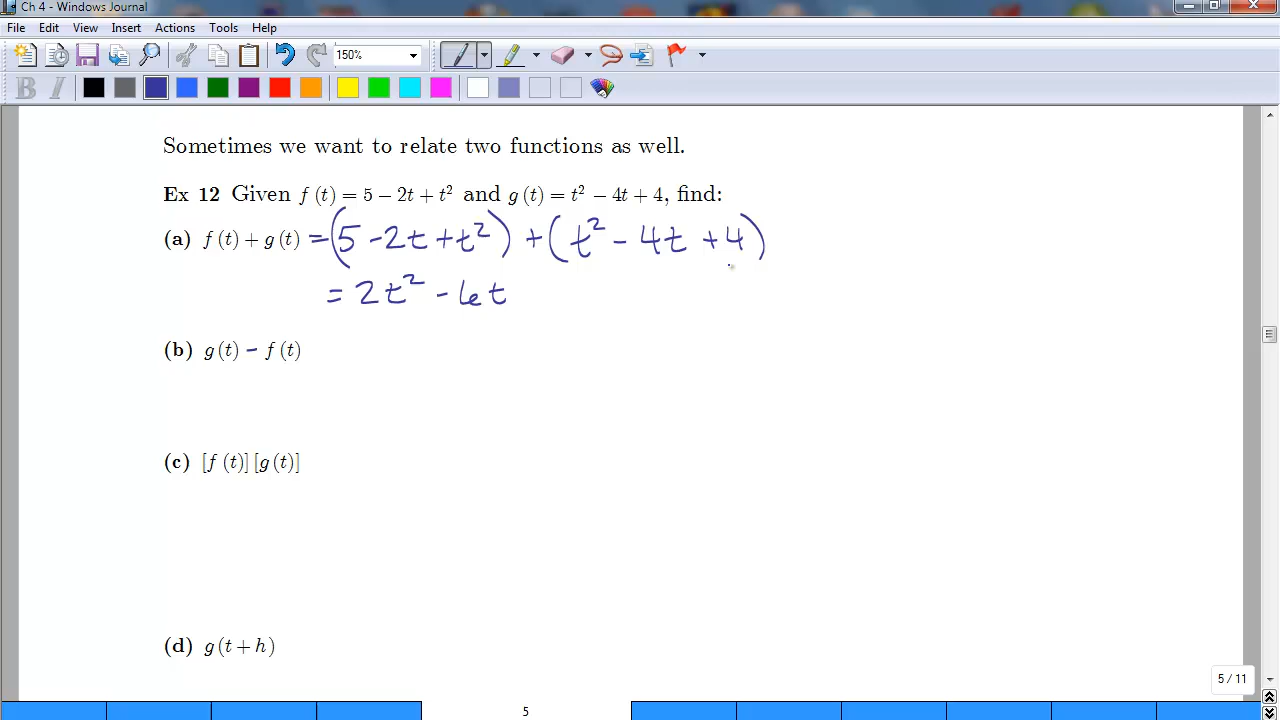 Ch 4 - Windows Journal
File Edit View Insert Actions Tools Help
150%
B I
Sometimes we want to relate two functions as well.
Ex 12 Given f (t) = 5 − 2t + t² and g (t) = t² − 4t + 4, find:
(a) f (t) + g (t) = (5 - 2t + t²) + (t² - 4t + 4)
= 2t² - 6t
(b) g (t) - f (t)
(c) [f (t)] [g (t)]
(d) g (t + h)
5 / 11
5